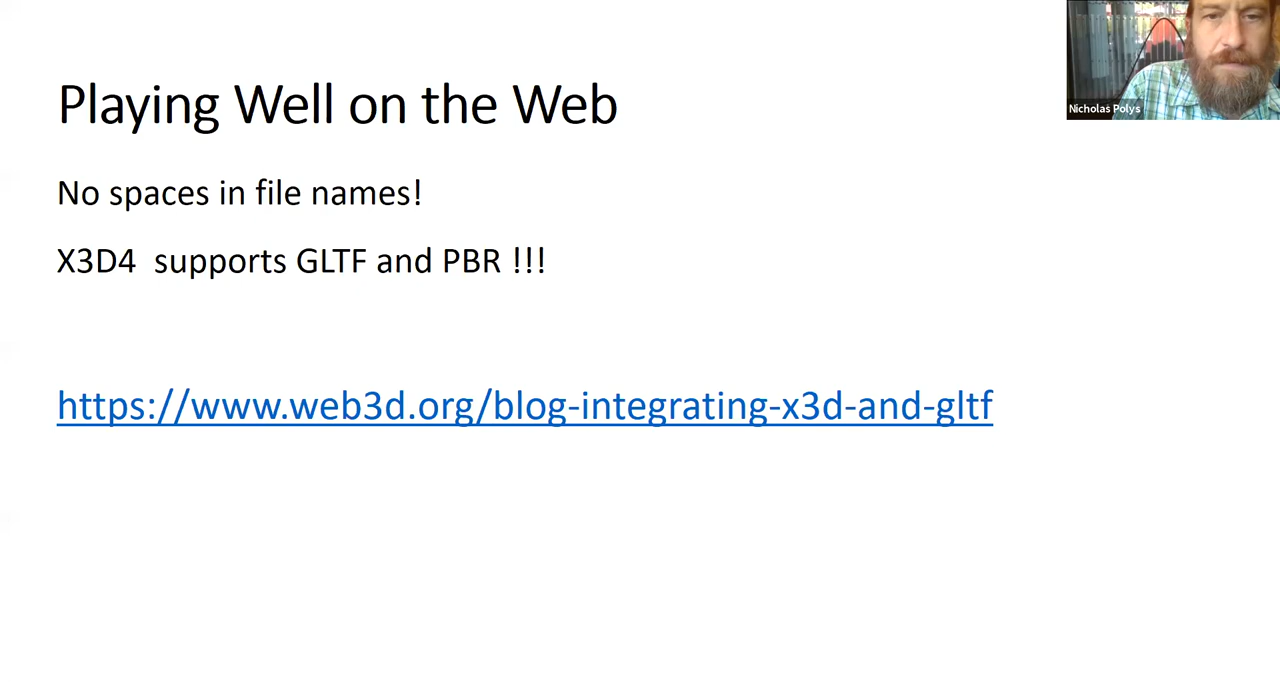 Playing Well on the Web
No spaces in file names!
X3D4  supports GLTF and PBR !!!
https://www.web3d.org/blog-integrating-x3d-and-gltf
Nicholas Polys